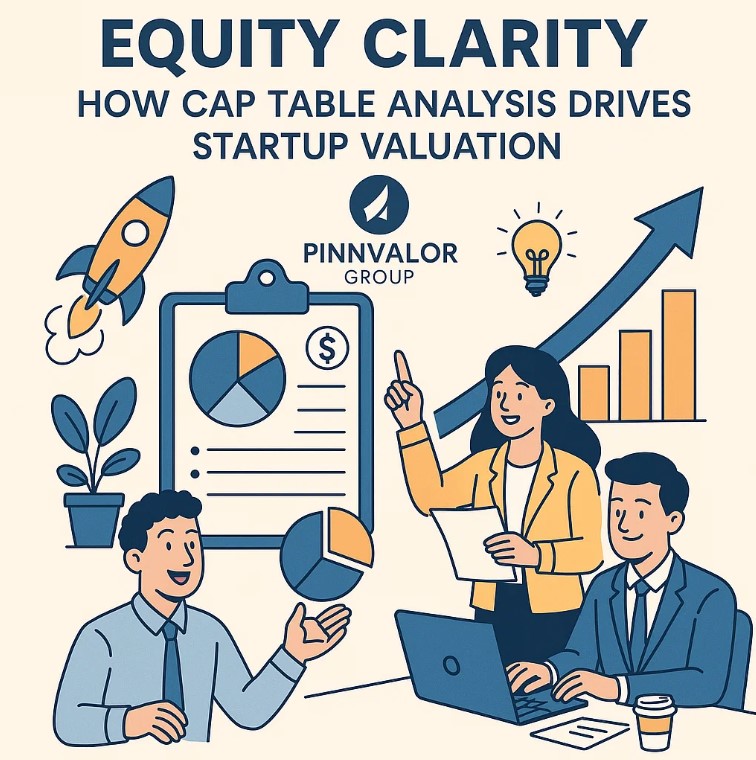 EQUITY CLARITY
HOW CAP TABLE ANALYSIS DRIVES
STARTUP VALUATION
PINNVALOR
GROUP
$